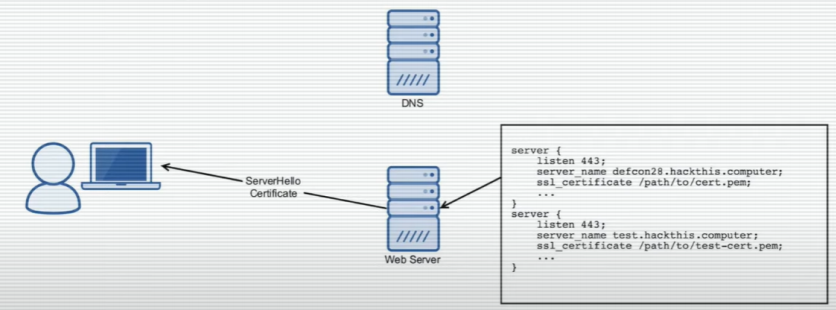 DNS
ServerHello
Certificate
Web Server
server {
    listen 443;
    server_name defcon28.hackthis.computer;
    ssl_certificate /path/to/cert.pem;
    ...
}
server {
    listen 443;
    server_name test.hackthis.computer;
    ssl_certificate /path/to/test-cert.pem;
    ...
}